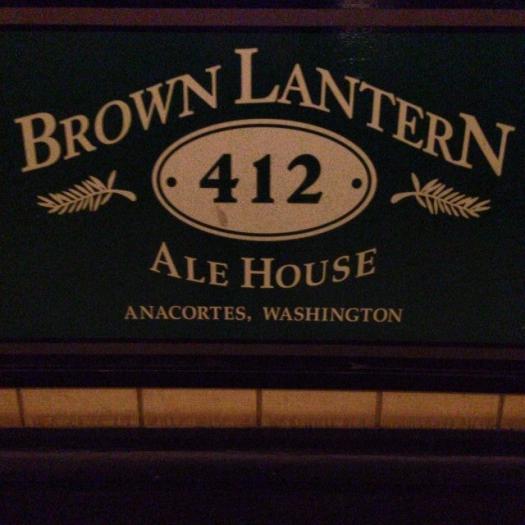 BROWN LANTERN
412
ALE HOUSE
ANACORTES, WASHINGTON